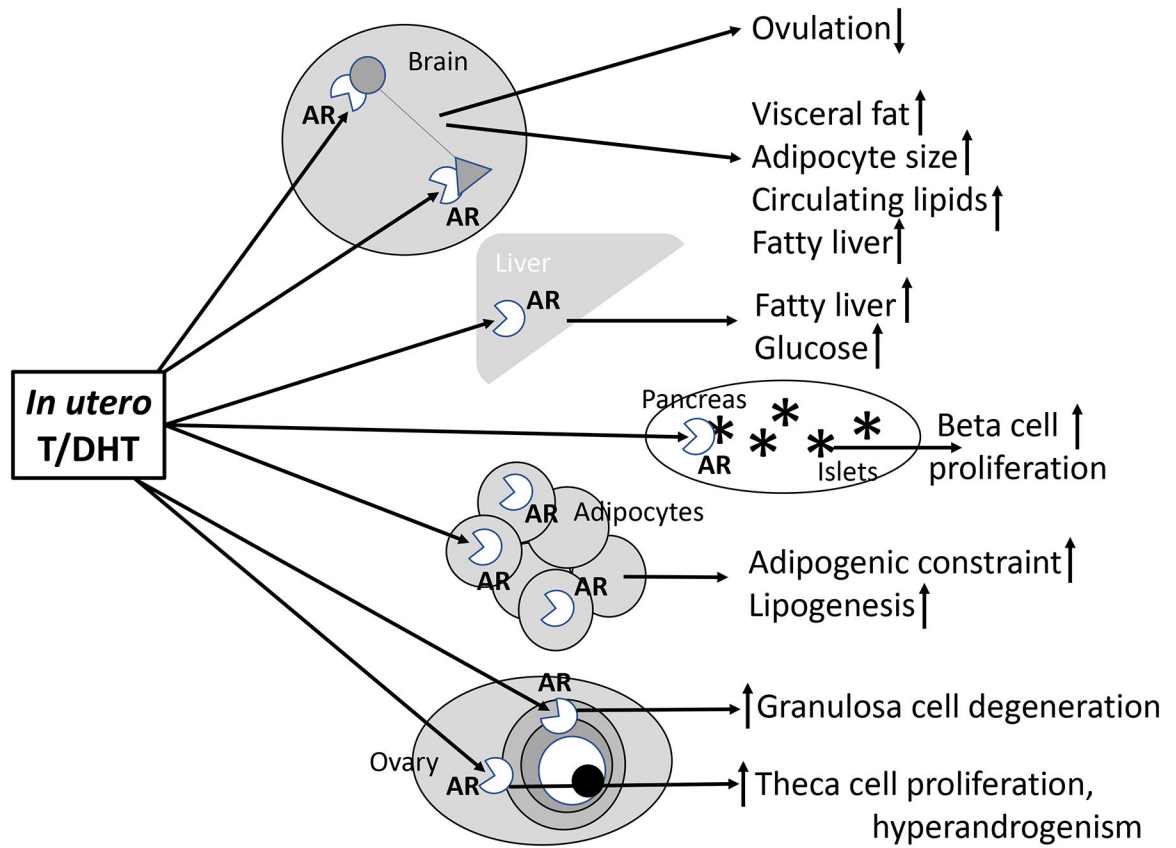 Brain
AR
AR
Ovulation
Visceral fat
Adipocyte size
Circulating lipids
Fatty liver
Liver
AR
Fatty liver
Glucose
In utero
T/DHT
Pancreas
* * * * *
AR
Islets
Beta cell
proliferation
AR
Adipocytes
AR
AR
Adipogenic constraint
Lipogenesis
AR
Granulosa cell degeneration
Ovary
AR
Theca cell proliferation,
hyperandrogenism